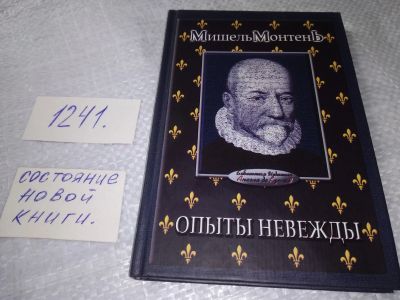 1241.
СОСТОЯНИЕ
НОВОЙ
КНИГИ.
МишельМонтенЬ
ОПЫТЫ НЕВЕЖДЫ